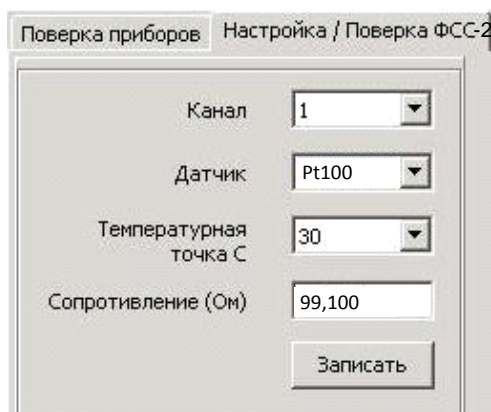 Поверка приборов Настройка / Поверка ФСС-2
Канал 1
Датчик Pt100
Температурная
точка С 30
Сопротивление (Ом) 99,100
Записать